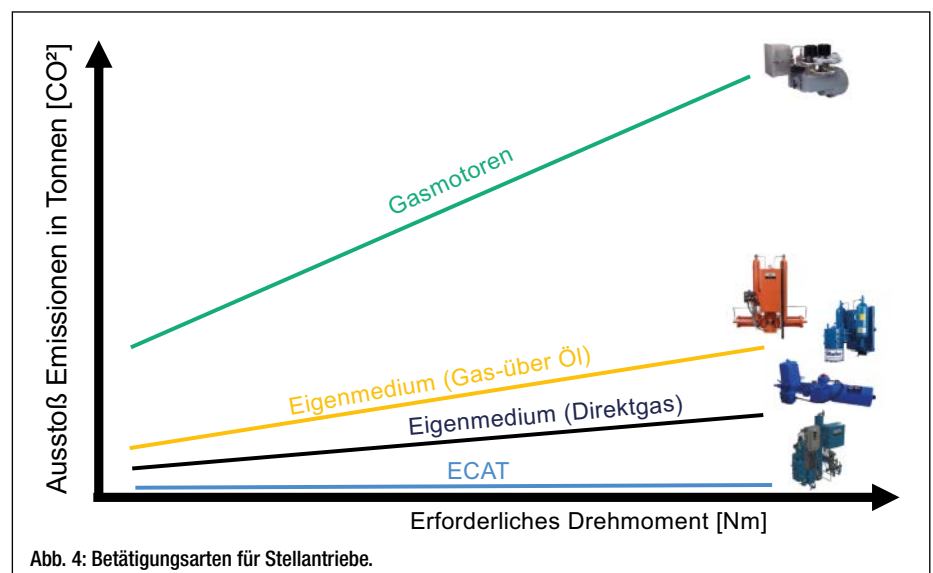 Ausstoß Emissionen in Tonnen [CO²]
Gasmotoren
Eigenmedium (Gas-über Öl)
Eigenmedium (Direktgas)
ECAT
Erforderliches Drehmoment [Nm]
Abb. 4: Betätigungsarten für Stellantriebe.